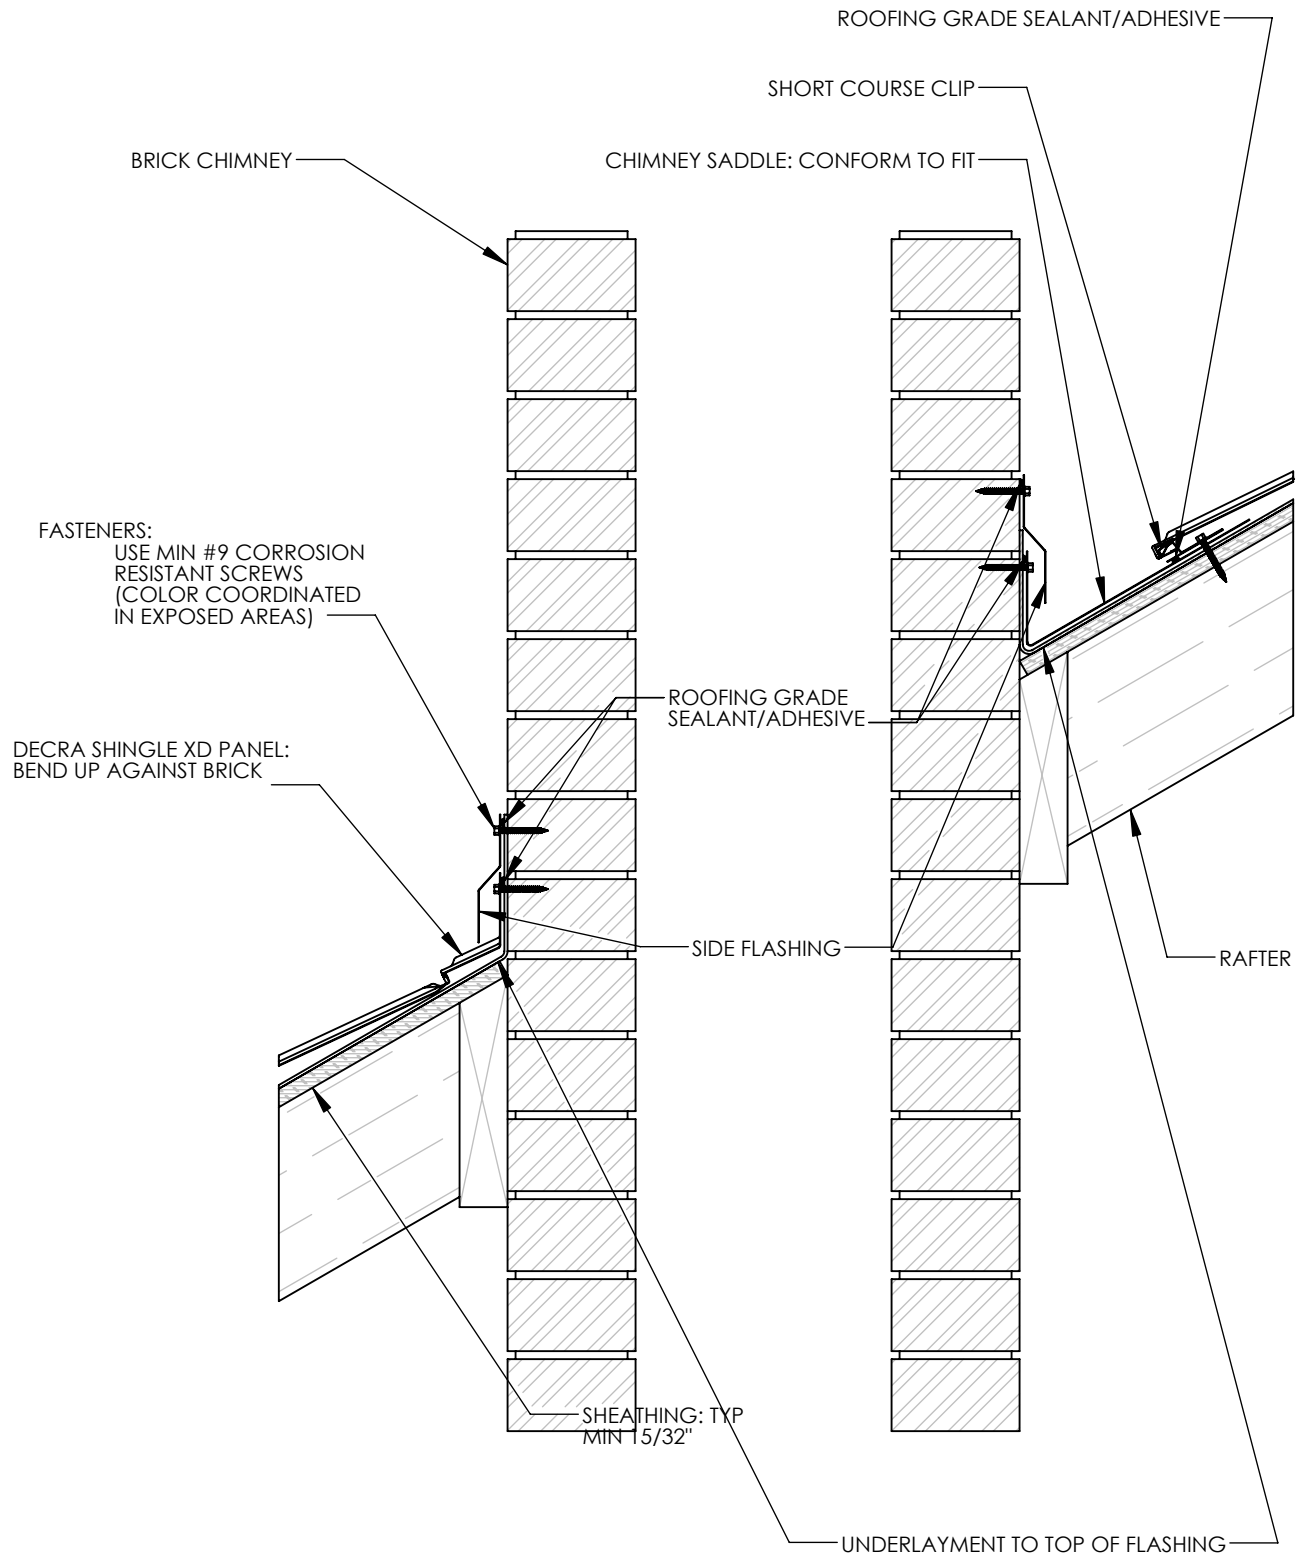 ROOFING GRADE SEALANT/ADHESIVE
SHORT COURSE CLIP
BRICK CHIMNEY
CHIMNEY SADDLE: CONFORM TO FIT
FASTENERS:
USE MIN #9 CORROSION
RESISTANT SCREWS
(COLOR COORDINATED
IN EXPOSED AREAS)
ROOFING GRADE
SEALANT/ADHESIVE
DECRA SHINGLE XD PANEL:
BEND UP AGAINST BRICK
SIDE FLASHING
RAFTER
SHEATHING: TYP
MIN 15/32"
UNDERLAYMENT TO TOP OF FLASHING